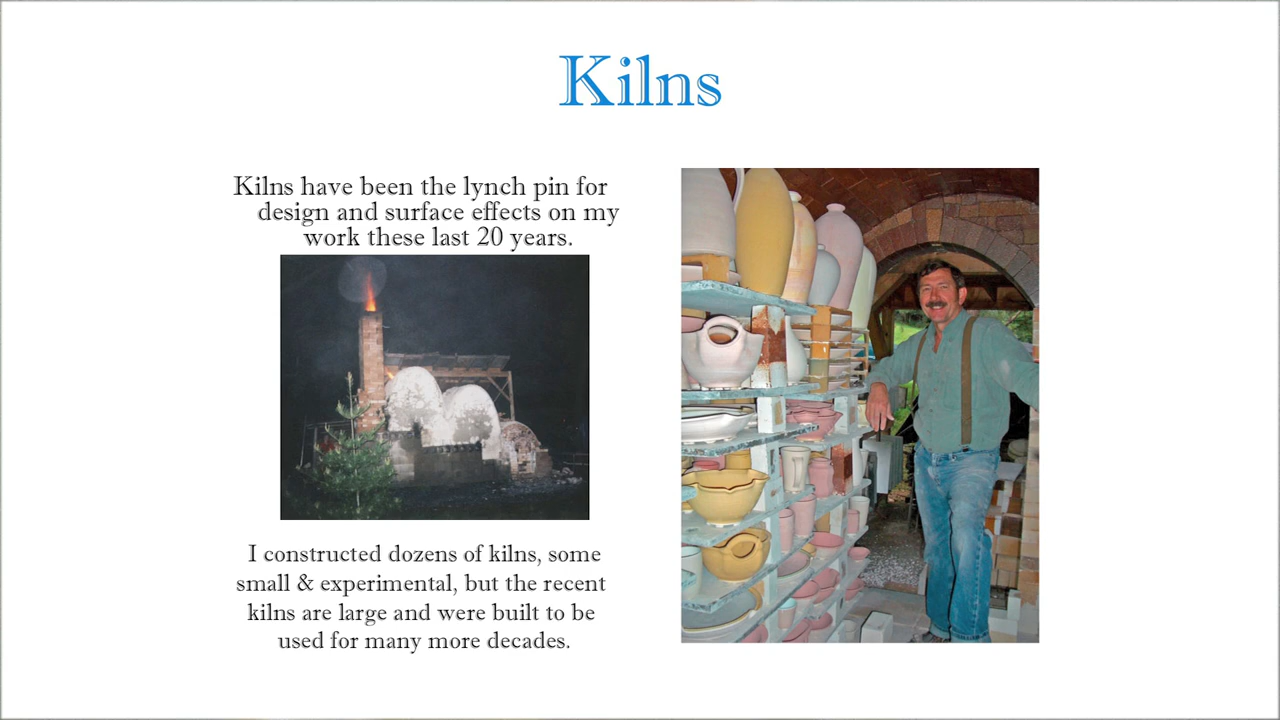 Kilns
Kilns have been the lynch pin for
design and surface effects on my
work these last 20 years.
I constructed dozens of kilns, some
small & experimental, but the recent
kilns are large and were built to be
used for many more decades.